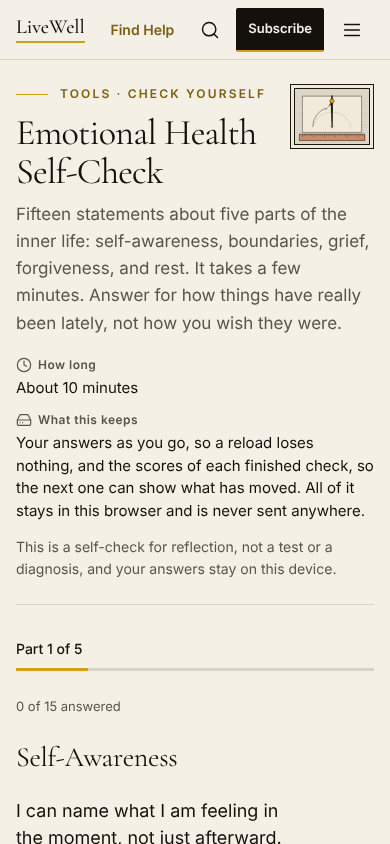 LiveWell
Find Help
Subscribe
TOOLS · CHECK YOURSELF
Emotional Health
Self-Check
Fifteen statements about five parts of the
inner life: self-awareness, boundaries, grief,
forgiveness, and rest. It takes a few
minutes. Answer for how things have really
been lately, not how you wish they were.
How long
About 10 minutes
What this keeps
Your answers as you go, so a reload loses
nothing, and the scores of each finished check, so
the next one can show what has moved. All of it
stays in this browser and is never sent anywhere.
This is a self-check for reflection, not a test or a
diagnosis, and your answers stay on this device.
Part 1 of 5
0 of 15 answered
Self-Awareness
I can name what I am feeling in
the moment, not just afterward.